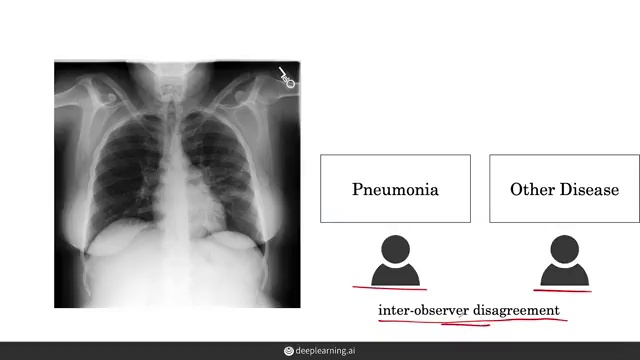 Pneumonia
Other Disease
inter-observer disagreement
deeplearning.ai